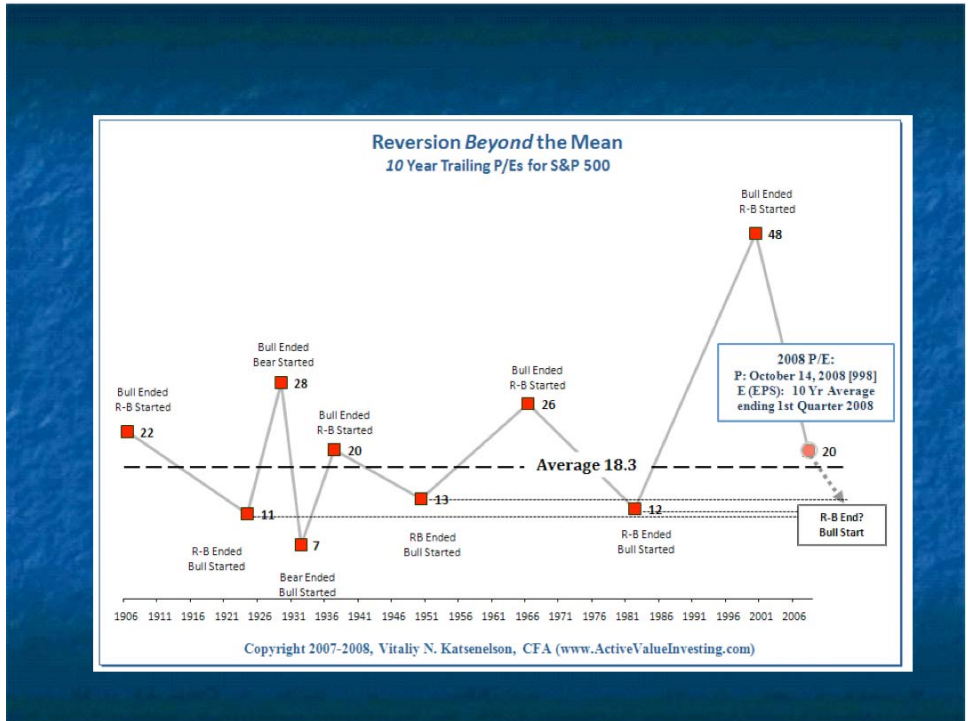 Reversion Beyond the Mean
10 Year Trailing P/Es for S&P 500
Bull Ended
R-B Started
48
Bull Ended
Bear Started
28
2008 P/E:
P: October 14, 2008 [998]
E (EPS): 10 Yr Average
ending 1st Quarter 2008
Bull Ended
R-B Started
22
Bull Ended
R-B Started
20
Bull Ended
R-B Started
26
20
Average 18.3
11
R-B Ended
Bull Started
7
Bear Ended
Bull Started
13
RB Ended
Bull Started
12
R-B Ended
Bull Started
R-B End?
Bull Start
1906 1911 1916 1921 1926 1931 1936 1941 1946 1951 1956 1961 1966 1971 1976 1981 1986 1991 1996 2001 2006
Copyright 2007-2008, Vitaliy N. Katsenelson, CFA (www.ActiveValueInvesting.com)